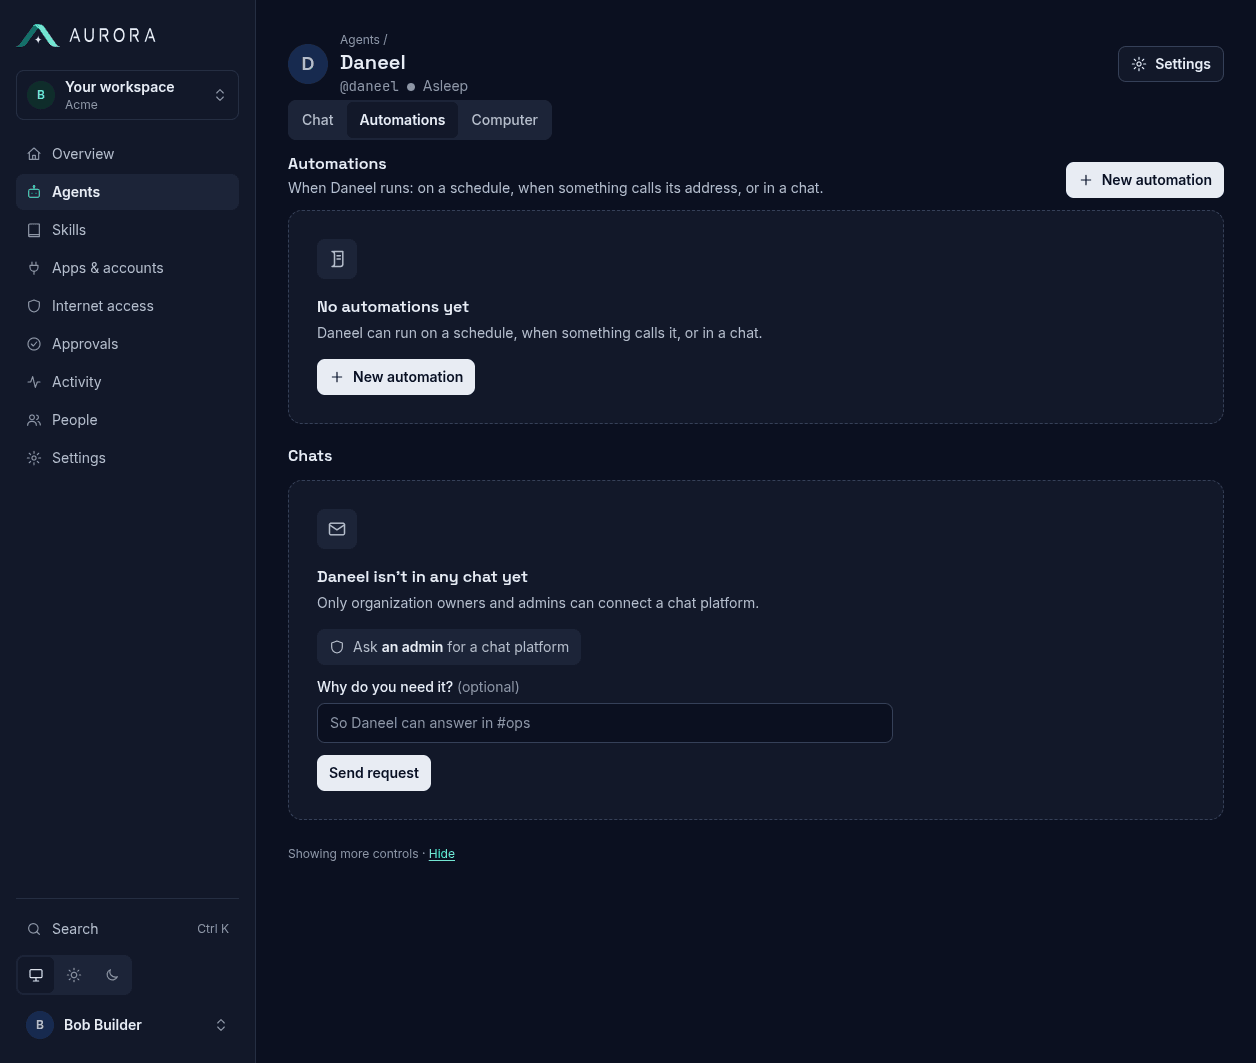 AURORA
B
Your workspace
Acme
Overview
Agents
Skills
Apps & accounts
Internet access
Approvals
Activity
People
Settings
Search
Ctrl K
B
Bob Builder
Agents /
D
Daneel
@daneel
Asleep
Settings
Chat
Automations
Computer
Automations
When Daneel runs: on a schedule, when something calls its address, or in a chat.
New automation
No automations yet
Daneel can run on a schedule, when something calls it, or in a chat.
New automation
Chats
Daneel isn't in any chat yet
Only organization owners and admins can connect a chat platform.
Ask an admin for a chat platform
Why do you need it? (optional)
So Daneel can answer in #ops
Send request
Showing more controls · Hide